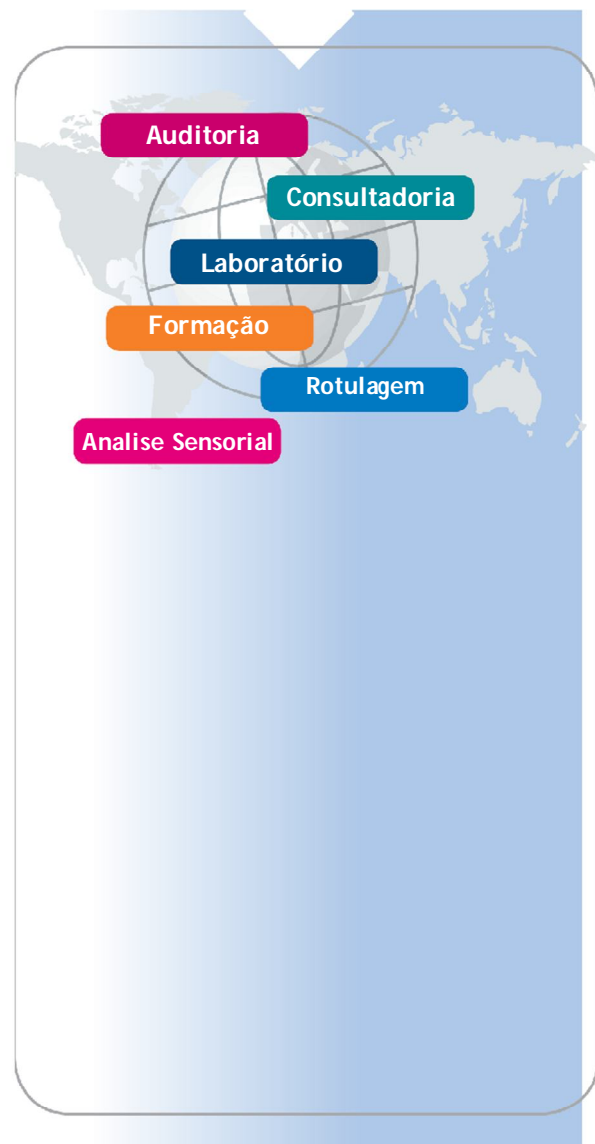 Auditoria
Consultadoria
Laboratório
Formação
Rotulagem
Analise Sensorial